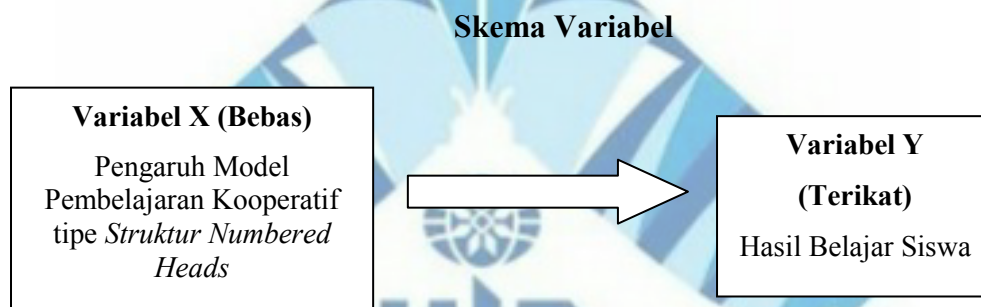 Skema Variabel
Variabel X (Bebas)
Pengaruh Model
Pembelajaran Kooperatif
tipe Struktur Numbered
Heads
Variabel Y
(Terikat)
Hasil Belajar Siswa